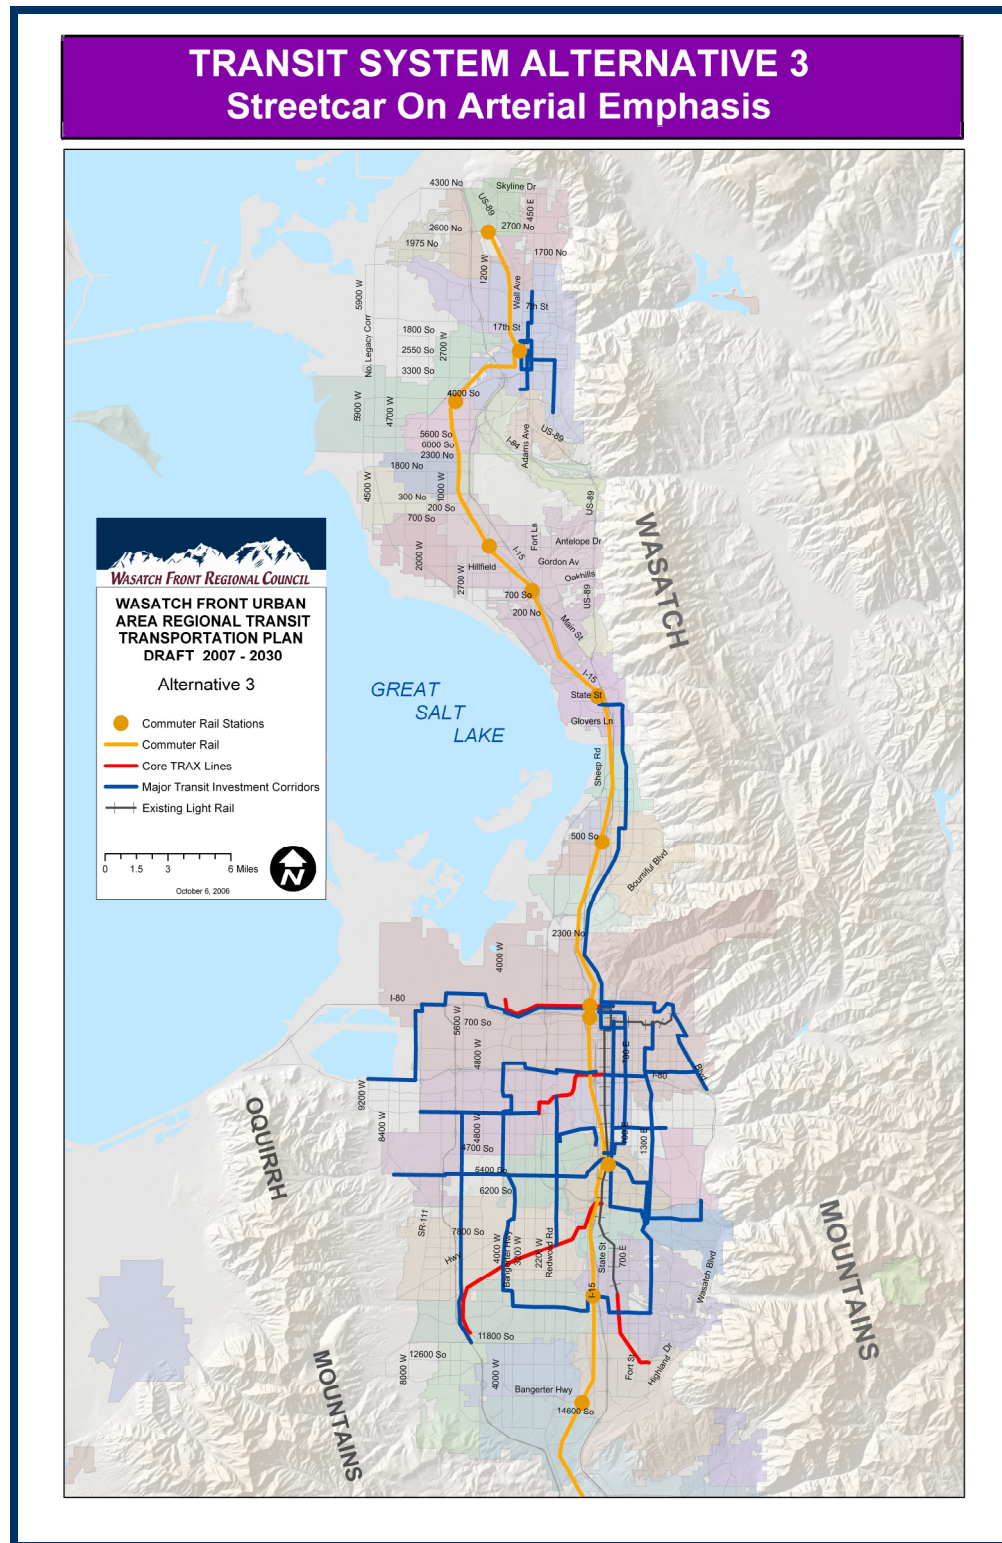 TRANSIT SYSTEM ALTERNATIVE 3
Streetcar On Arterial Emphasis
4300 No
Skyline Dr
US-89
450 E
2600 No
2700 No
1975 No
1700 No
1200 W
Wall Ave
5900 W
7th St
No. Legacy Corr
1800 So
17th St
2700 W
2550 So
3300 So
4000 So
5900 W
4700 W
5600 So
6000 So
2300 No
I-84
Adams Ave
US-89
1800 No
4500 W
1000 W
300 No
200 So
700 So
US-89
2000 W
I-15
Fort La
Antelope Dr
Gordon Av
Hillfield
Oakhills
2700 W
700 So
US-89
200 No
Main St
WASATCH
WASATCH FRONT REGIONAL COUNCIL
WASATCH FRONT URBAN
AREA REGIONAL TRANSIT
TRANSPORTATION PLAN
DRAFT 2007 - 2030
Alternative 3
Commuter Rail Stations
Commuter Rail
Core TRAX Lines
Major Transit Investment Corridors
Existing Light Rail
0 1.5 3 6 Miles
N
October 6, 2006
GREAT
SALT
LAKE
I-15
State St
Glovers Ln
Sheep Rd
500 So
Bountiful Blvd
2300 No
4000 W
I-80
5600 W
700 So
4800 W
Blvd
I-80
9200 W
8400 W
4800 W
1300 E
4700 So
5400 So
6200 So
OQUIRRH
SR-111
7800 So
Hwy
4000 W
Bangerter Hwy
3200 W
2200 W
Redwood Rd
State St
700 E
Wasatch Blvd
MOUNTAINS
I-15
11800 So
12600 So
8000 W
4000 W
Fort St
Highland Dr
Bangerter Hwy
14600 So
MOUNTAINS